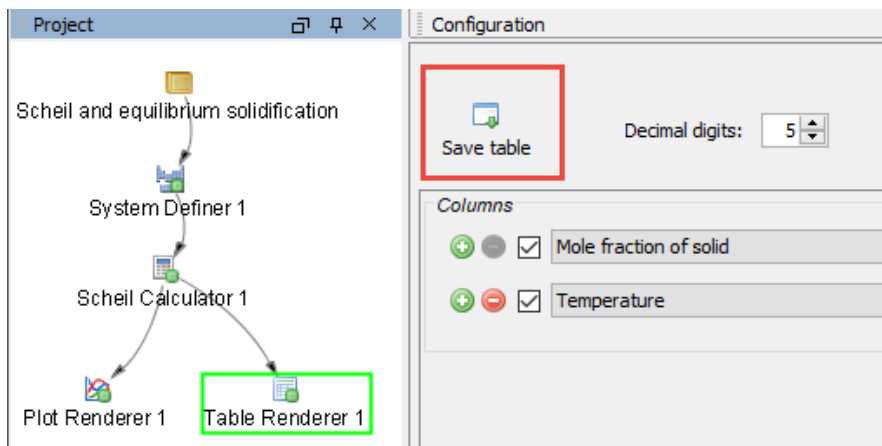 Project
Scheil and equilibrium solidification
System Definer 1
Scheil Calculator 1
Plot Renderer 1
Table Renderer 1
Configuration
Save table
Decimal digits: 5
Columns
Mole fraction of solid
Temperature